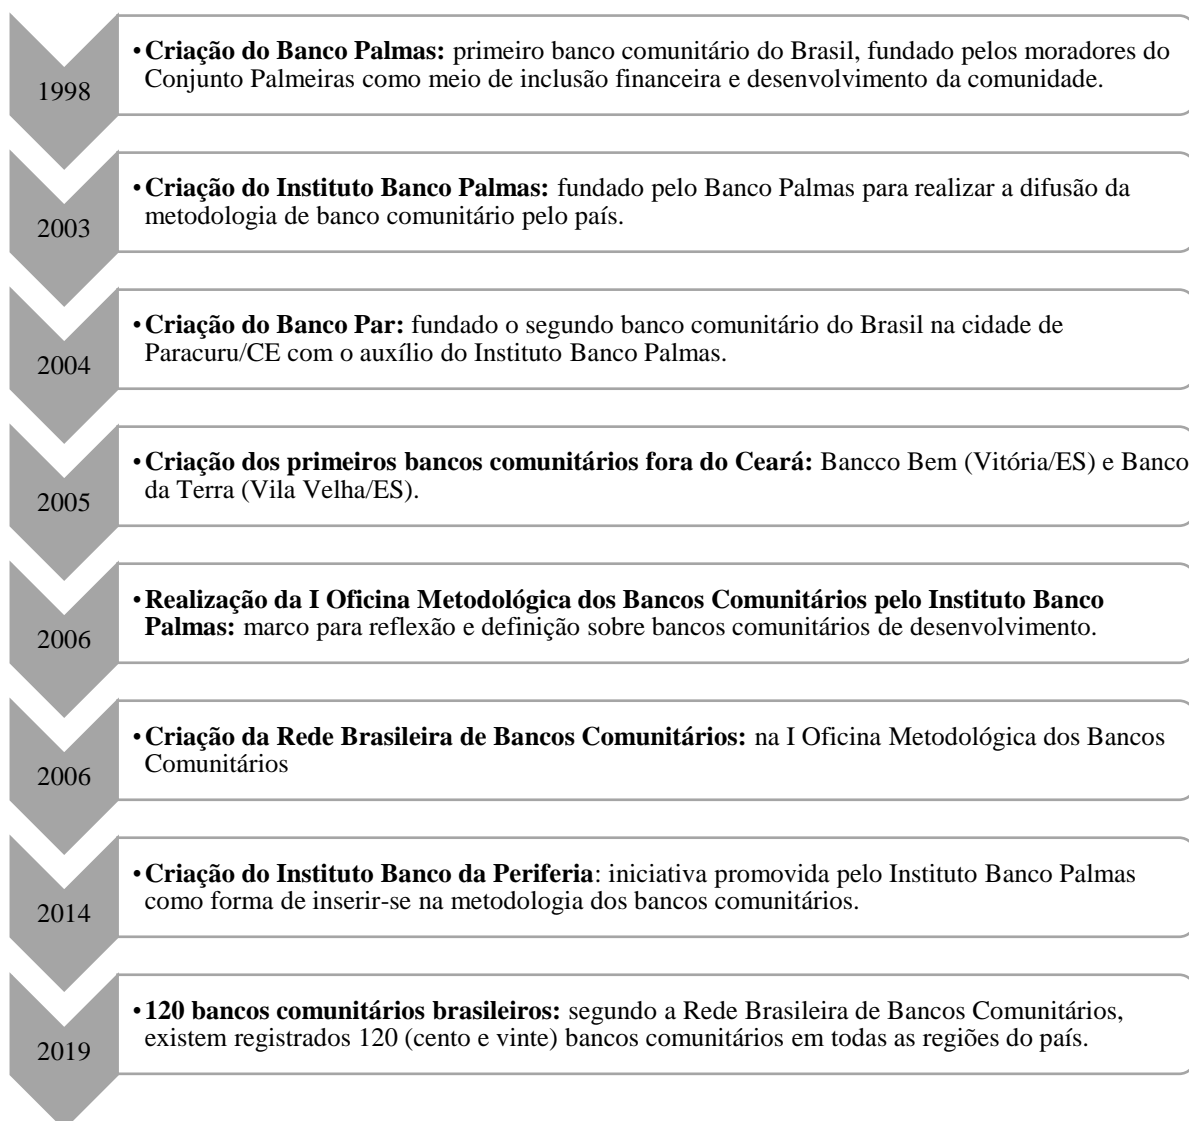 1998
•Criação do Banco Palmas: primeiro banco comunitário do Brasil, fundado pelos moradores do
Conjunto Palmeiras como meio de inclusão financeira e desenvolvimento da comunidade.
2003
•Criação do Instituto Banco Palmas: fundado pelo Banco Palmas para realizar a difusão da
metodologia de banco comunitário pelo país.
2004
•Criação do Banco Par: fundado o segundo banco comunitário do Brasil na cidade de
Paracuru/CE com o auxílio do Instituto Banco Palmas.
2005
•Criação dos primeiros bancos comunitários fora do Ceará: Bancco Bem (Vitória/ES) e Banco
da Terra (Vila Velha/ES).
2006
•Realização da I Oficina Metodológica dos Bancos Comunitários pelo Instituto Banco
Palmas: marco para reflexão e definição sobre bancos comunitários de desenvolvimento.
2006
•Criação da Rede Brasileira de Bancos Comunitários: na I Oficina Metodológica dos Bancos
Comunitários
2014
•Criação do Instituto Banco da Periferia: iniciativa promovida pelo Instituto Banco Palmas
como forma de inserir-se na metodologia dos bancos comunitários.
2019
•120 bancos comunitários brasileiros: segundo a Rede Brasileira de Bancos Comunitários,
existem registrados 120 (cento e vinte) bancos comunitários em todas as regiões do país.